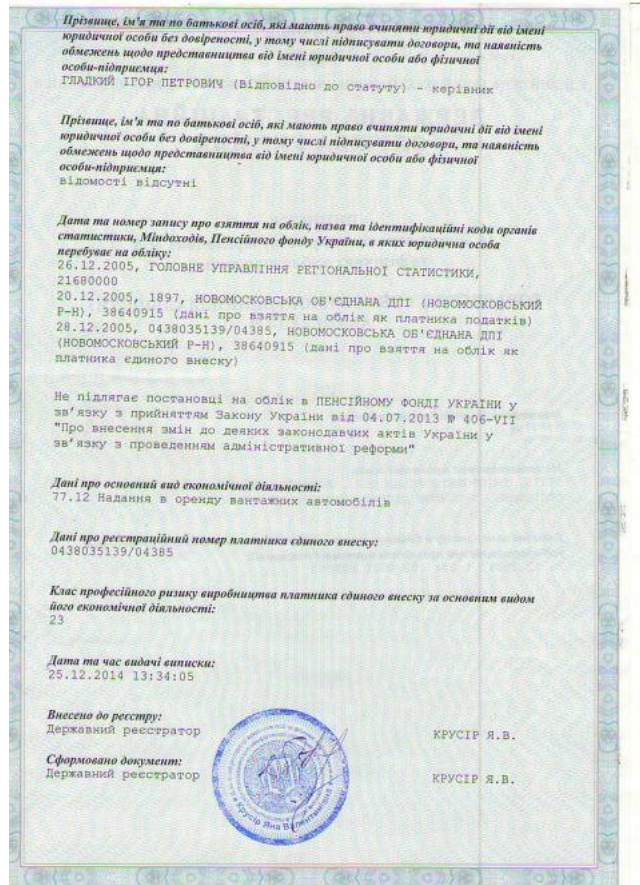 Прізвище, ім'я та по батькові осіб, які мають право вчиняти юридичні дії від імені
юридичної особи без довіреності, у тому числі підписувати договори, та наявність
обмежень щодо представництва від імені юридичної особи або фізичної
особи-підприємця:
ГЛАДКИЙ ІГОР ПЕТРОВИЧ (Відповідно до статуту) - керівник
Прізвище, ім'я та по батькові осіб, які мають право вчиняти юридичні дії від імені
юридичної особи без довіреності, у тому числі підписувати договори, та наявність
обмежень щодо представництва від імені юридичної особи або фізичної
особи-підприємця:
відомості відсутні
Дата та номер запису про взяття на облік, назва та ідентифікаційні коди органів
статистики, Міндоходів, Пенсійного фонду України, в яких юридична особа
перебуває на обліку:
26.12.2005, ГОЛОВНЕ УПРАВЛІННЯ РЕГІОНАЛЬНОЇ СТАТИСТИКИ,
21680000
20.12.2005, 1897, НОВОМОСКОВСЬКА ОБ'ЄДНАНА ДПІ (НОВОМОСКОВСЬКИЙ
Р-Н), 38640915 (дані про взяття на облік як платника податків)
28.12.2005, 0438035139/04385, НОВОМОСКОВСЬКА ОБ'ЄДНАНА ДПІ
(НОВОМОСКОВСЬКИЙ Р-Н), 38640915 (дані про взяття на облік як
платника єдиного внеску)
Не підлягає постановці на облік в ПЕНСІЙНОМУ ФОНДІ УКРАЇНИ у
зв'язку з прийняттям Закону України від 04.07.2013 № 406-VII
"Про внесення змін до деяких законодавчих актів України у
зв'язку з проведенням адміністративної реформи"
Дані про основний вид економічної діяльності:
77.12 Надання в оренду вантажних автомобілів
Дані про реєстраційний номер платника єдиного внеску:
0438035139/04385
Клас професійного ризику виробництва платника єдиного внеску за основним видом
його економічної діяльності:
23
Дата та час видачі виписки:
25.12.2014 13:34:05
Внесено до реєстру:
Державний реєстратор КРУСІР Я.В.
Сформовано документ:
Державний реєстратор КРУСІР Я.В.
Крусір Яна Валентинівна